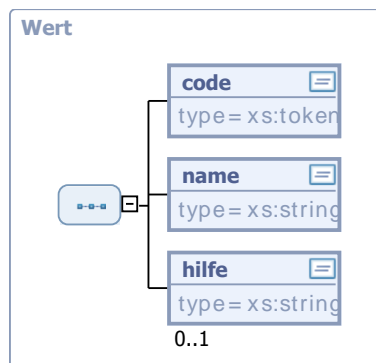 Wert
code
type= xs:token
name
type= xs:string
hilfe
type= xs:string
0..1